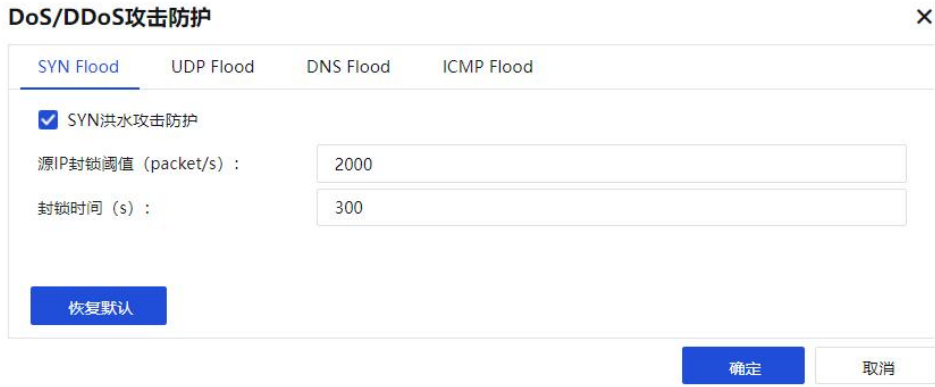 DoS/DDoS攻击防护
SYN Flood UDP Flood DNS Flood ICMP Flood
SYN洪水攻击防护
源IP封锁阈值（packet/s）: 2000
封锁时间（s）: 300
恢复默认
确定 取消